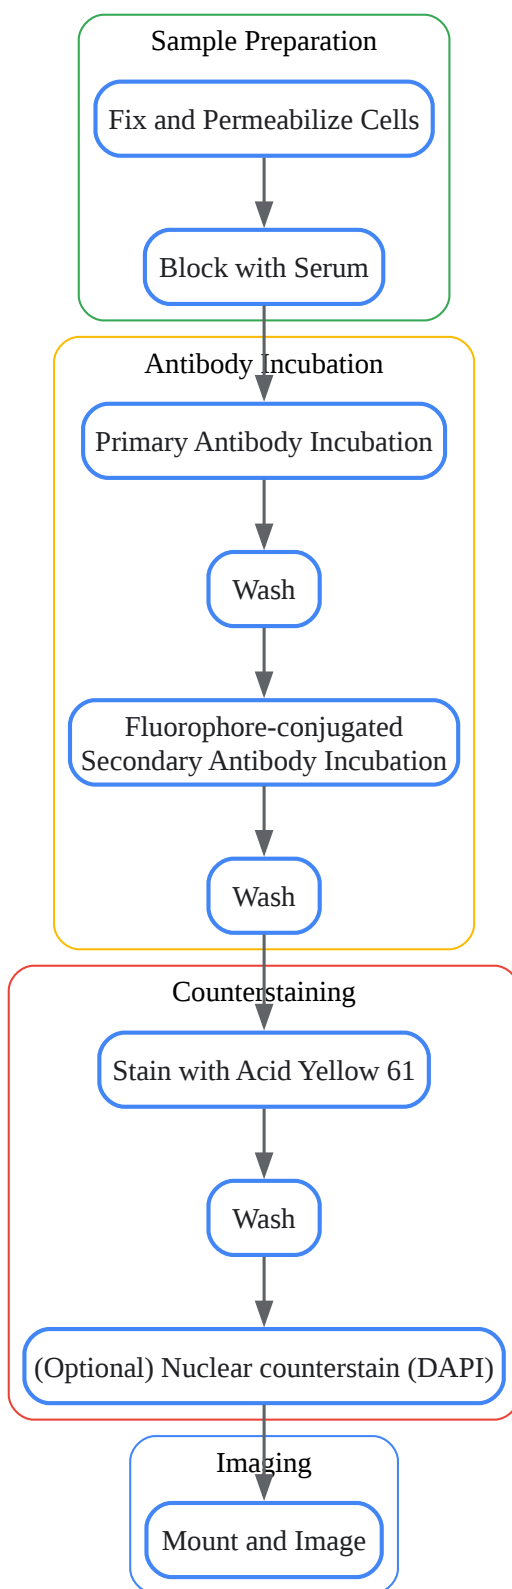 Sample Preparation
Fix and Permeabilize Cells
Block with Serum
Antibody Incubation
Primary Antibody Incubation
Wash
Fluorophore-conjugated
Secondary Antibody Incubation
Wash
Counterstaining
Stain with Acid Yellow 61
Wash
(Optional) Nuclear counterstain (DAPI)
Imaging
Mount and Image